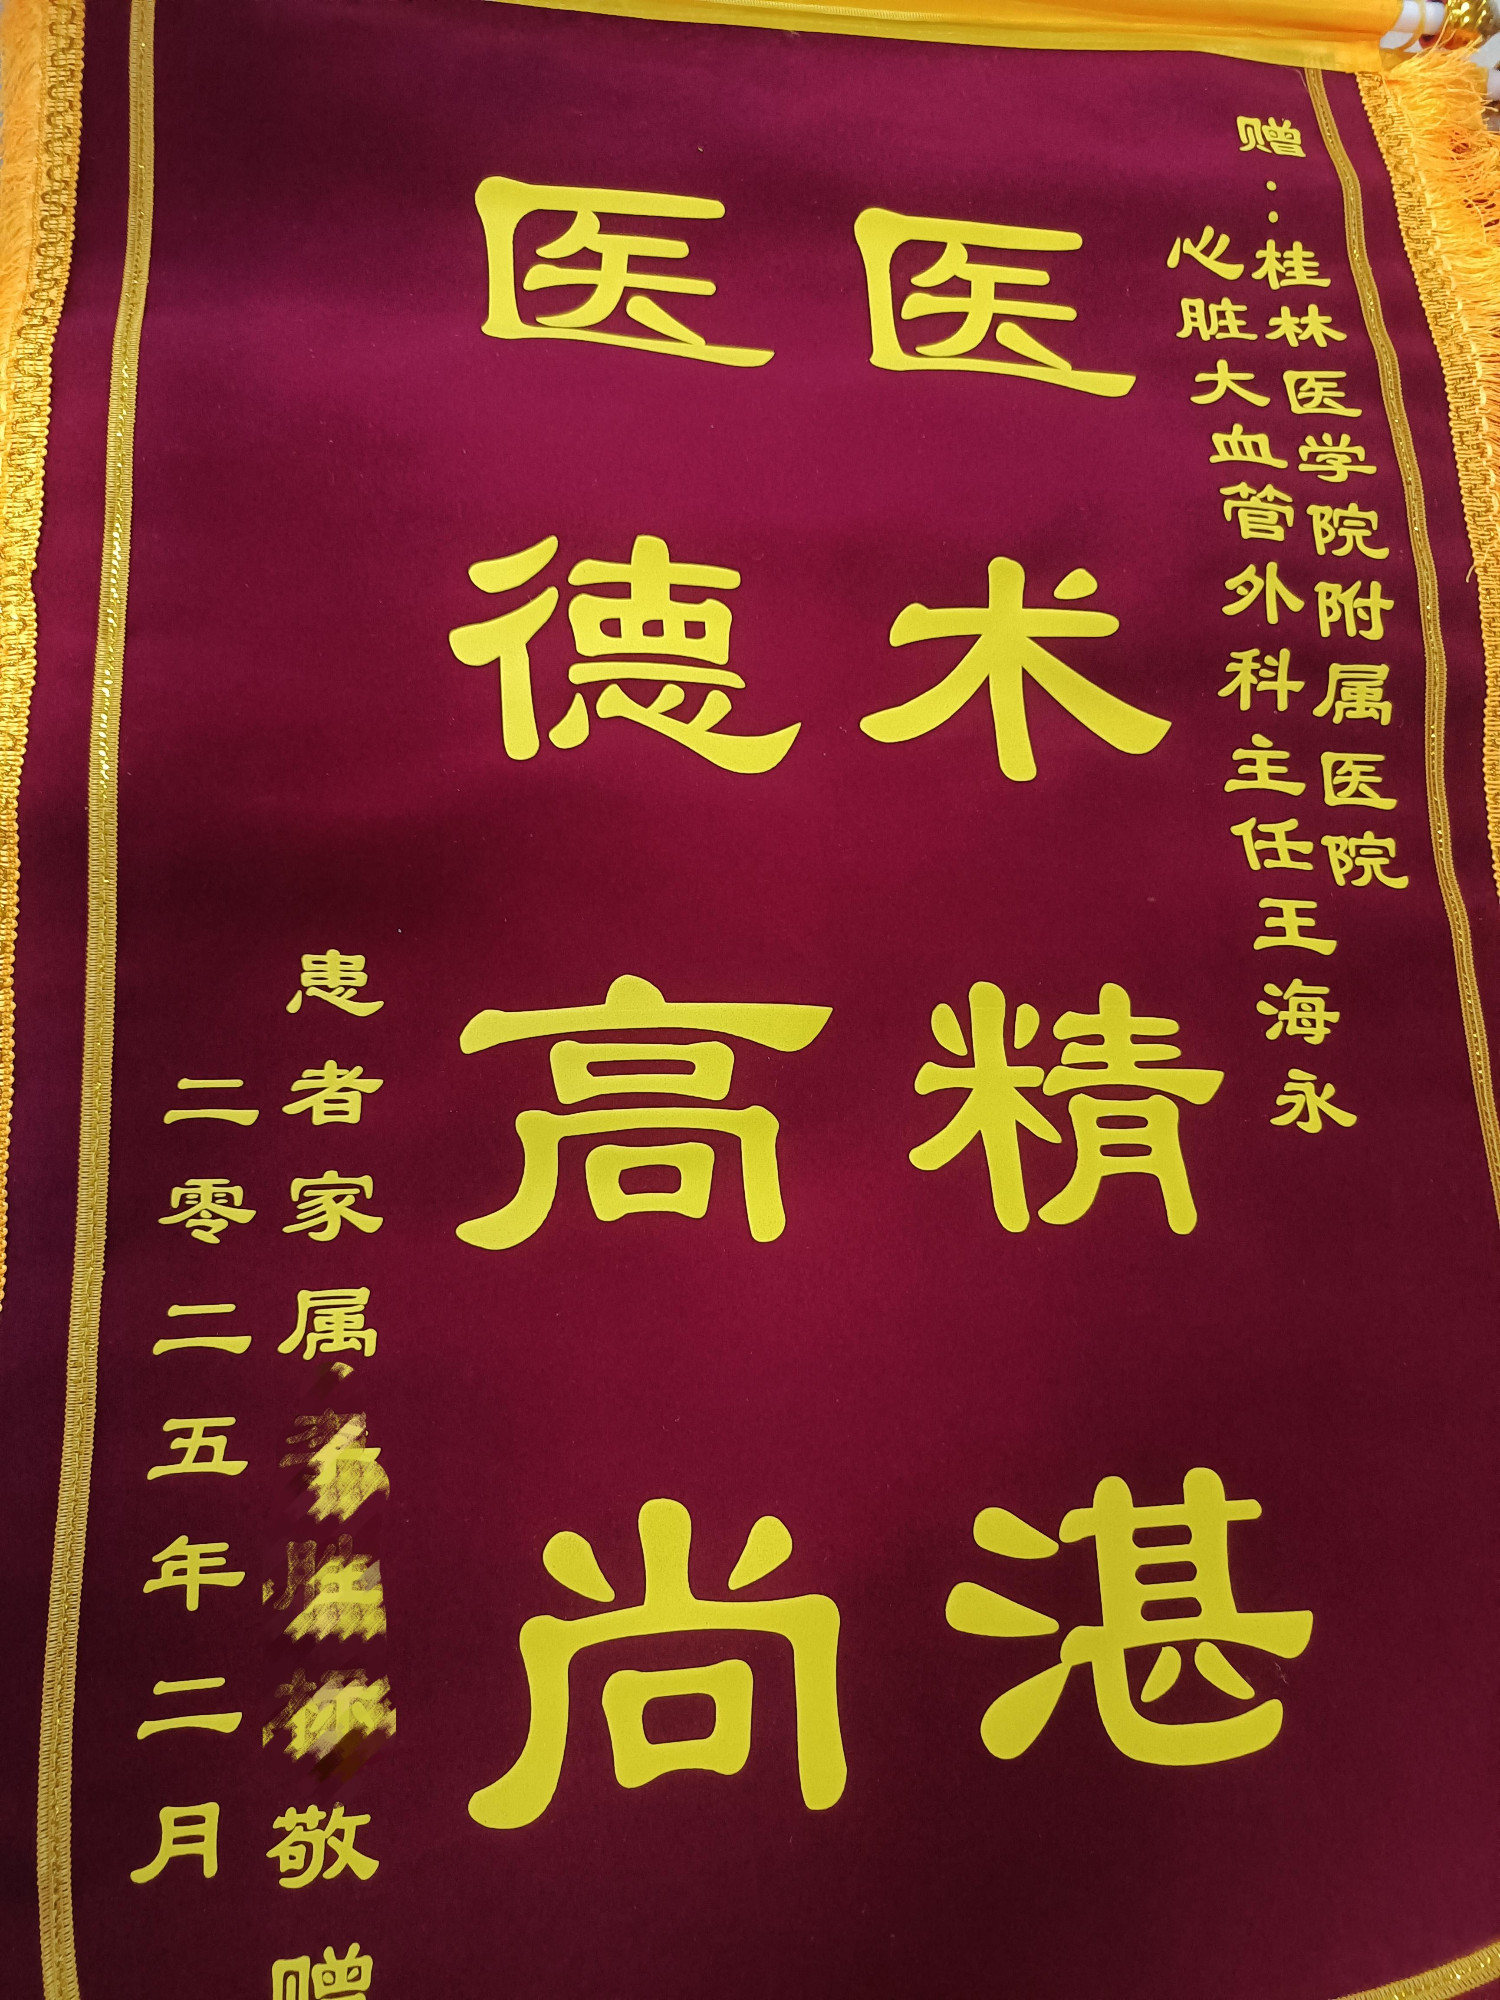 赠：桂林医学院附属医院
心脏大血管外科主任王海永
医术精湛
医德高尚
患者家属敬赠
二零二五年二月